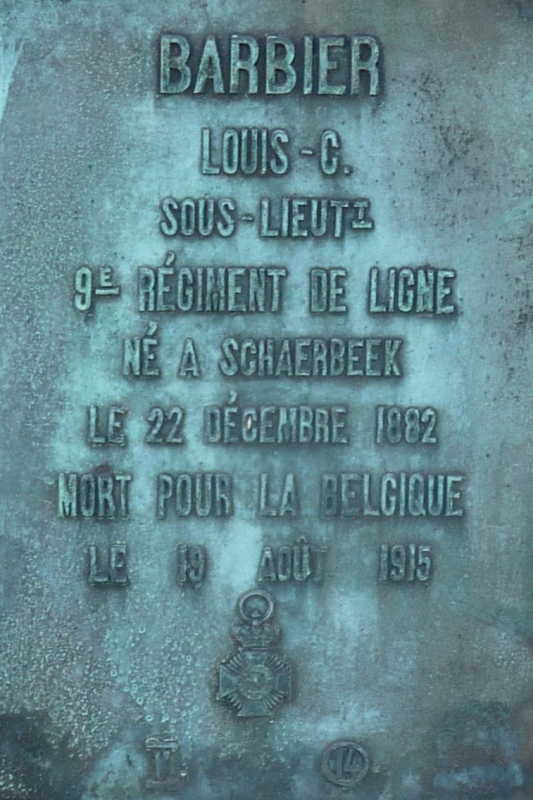 BARBIER
LOUIS - C.
SOUS - LIEUTT
9E RÉGIMENT DE LIGNE
NÉ A SCHAERBEEK
LE 22 DÉCEMBRE 1882
MORT POUR LA BELGIQUE
LE 19 AOÛT 1915
14